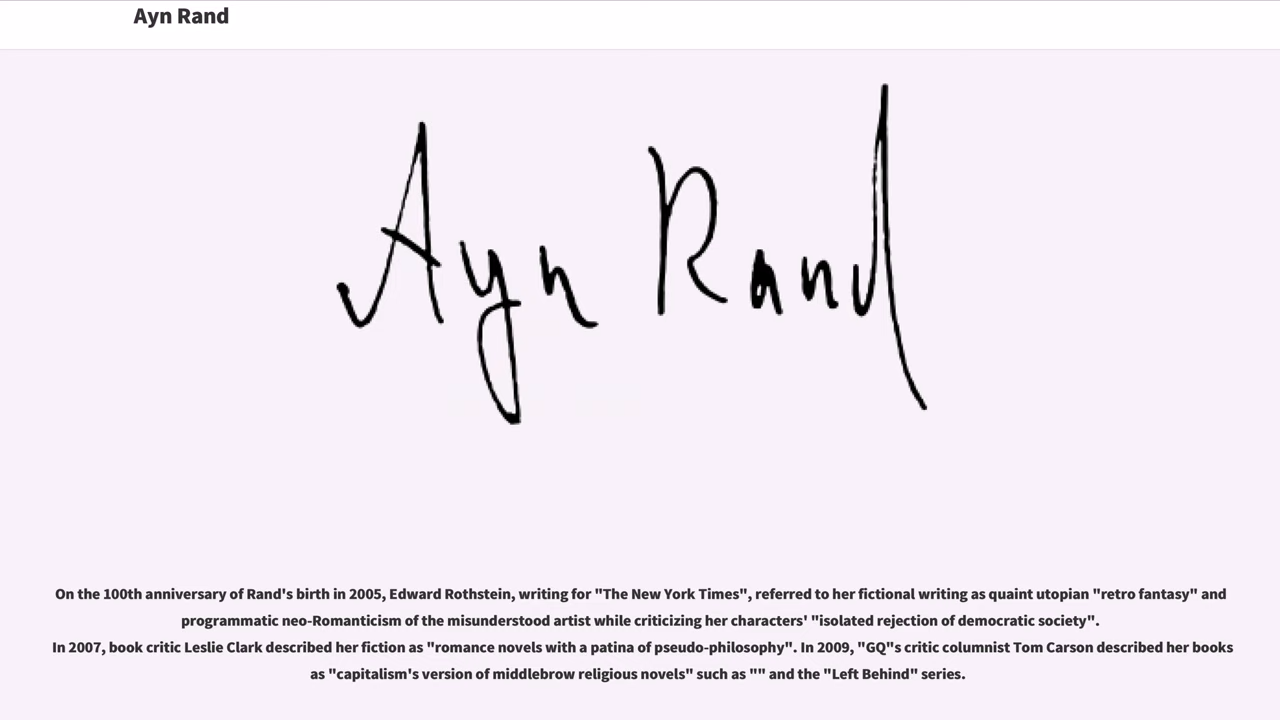 Ayn Rand
Ayn Rand
On the 100th anniversary of Rand's birth in 2005, Edward Rothstein, writing for "The New York Times", referred to her fictional writing as quaint utopian "retro fantasy" and
programmatic neo-Romanticism of the misunderstood artist while criticizing her characters' "isolated rejection of democratic society".
In 2007, book critic Leslie Clark described her fiction as "romance novels with a patina of pseudo-philosophy". In 2009, "GQ"s critic columnist Tom Carson described her books
as "capitalism's version of middlebrow religious novels" such as "" and the "Left Behind" series.